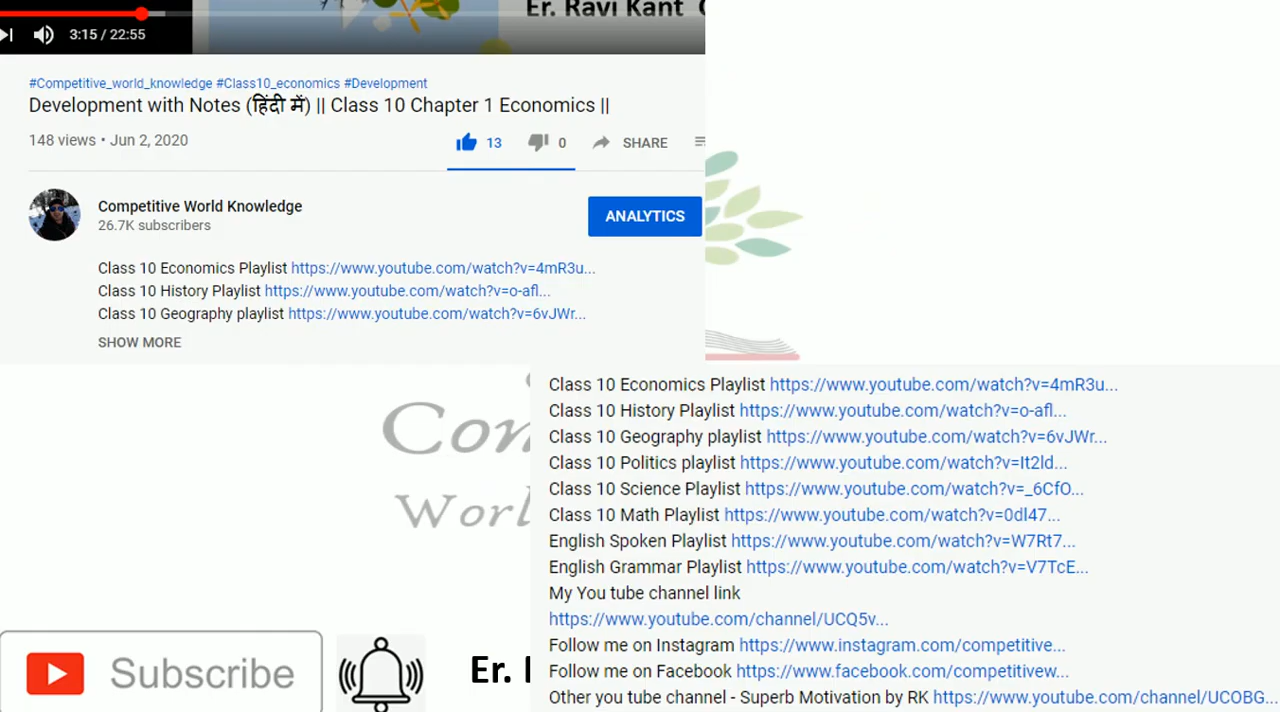 Er. Ravi Kant
3:15 / 22:55
#Competitive_world_knowledge #Class10_economics #Development
Development with Notes (हिंदी में) || Class 10 Chapter 1 Economics ||
148 views • Jun 2, 2020
13
0
SHARE
Competitive World Knowledge
26.7K subscribers
ANALYTICS
Class 10 Economics Playlist https://www.youtube.com/watch?v=4mR3u...
Class 10 History Playlist https://www.youtube.com/watch?v=o-afl...
Class 10 Geography playlist https://www.youtube.com/watch?v=6vJWr...
SHOW MORE
Class 10 Economics Playlist https://www.youtube.com/watch?v=4mR3u...
Class 10 History Playlist https://www.youtube.com/watch?v=o-afl...
Class 10 Geography playlist https://www.youtube.com/watch?v=6vJWr...
Class 10 Politics playlist https://www.youtube.com/watch?v=It2ld...
Class 10 Science Playlist https://www.youtube.com/watch?v=_6CfO...
Class 10 Math Playlist https://www.youtube.com/watch?v=0dI47...
English Spoken Playlist https://www.youtube.com/watch?v=W7Rt7...
English Grammar Playlist https://www.youtube.com/watch?v=V7TcE...
My You tube channel link
https://www.youtube.com/channel/UCQ5v...
Follow me on Instagram https://www.instagram.com/competitive...
Follow me on Facebook https://www.facebook.com/competitivew...
Other you tube channel - Superb Motivation by RK https://www.youtube.com/channel/UCOBG...
Subscribe
Er.